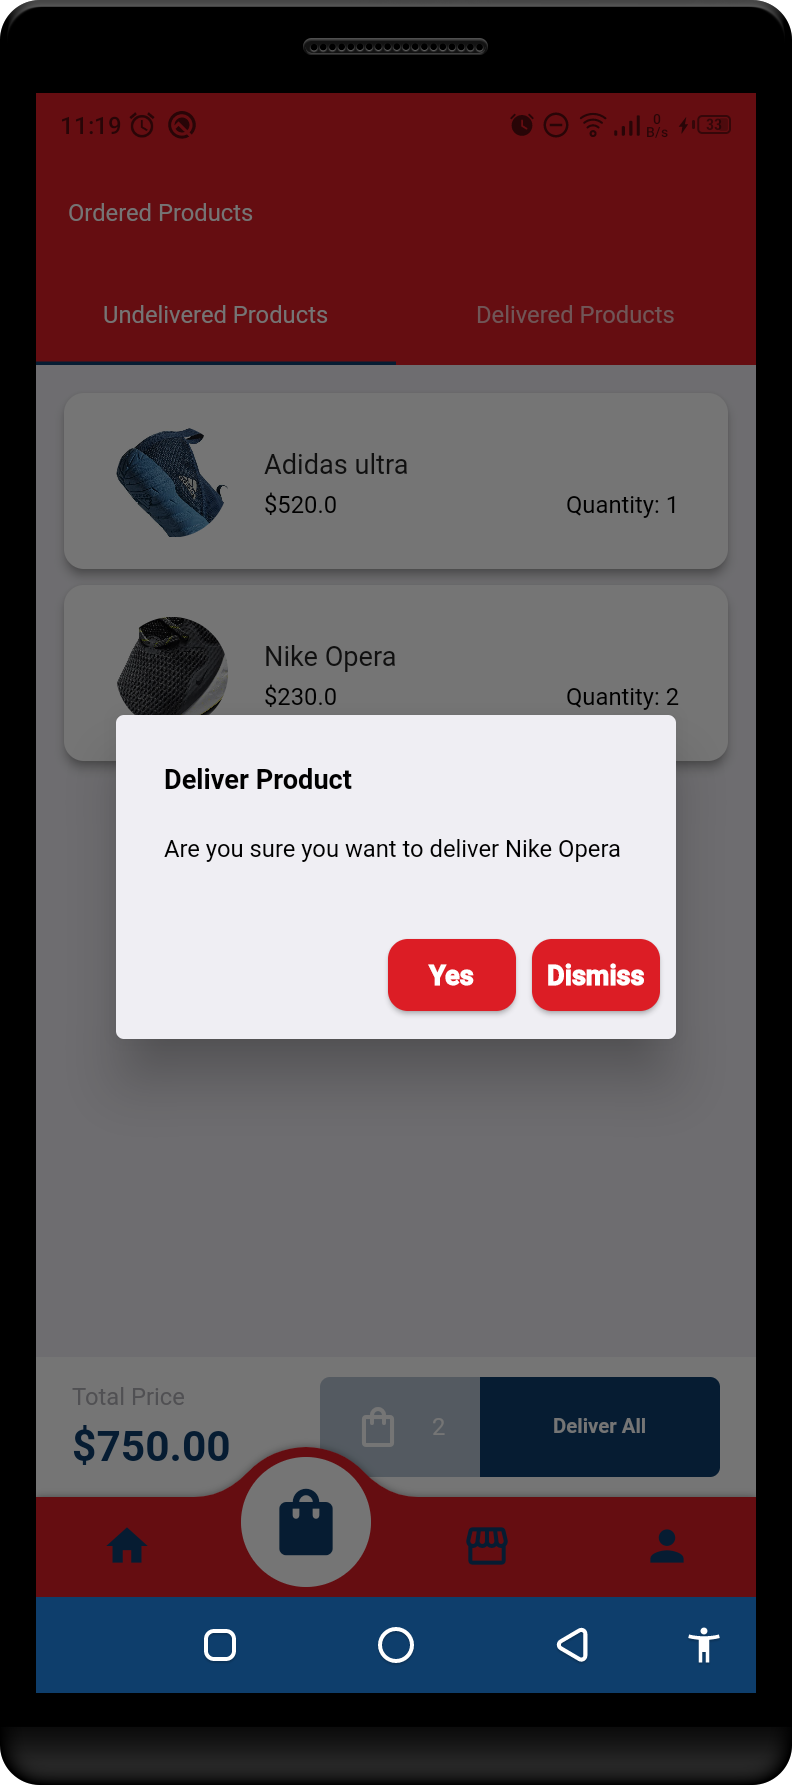 11:19
0
B/s
33
Ordered Products
Undelivered Products
Delivered Products
Adidas ultra
$520.0
Quantity: 1
Nike Opera
$230.0
Quantity: 2
Deliver Product
Are you sure you want to deliver Nike Opera
Yes
Dismiss
Total Price
$750.00
2
Deliver All